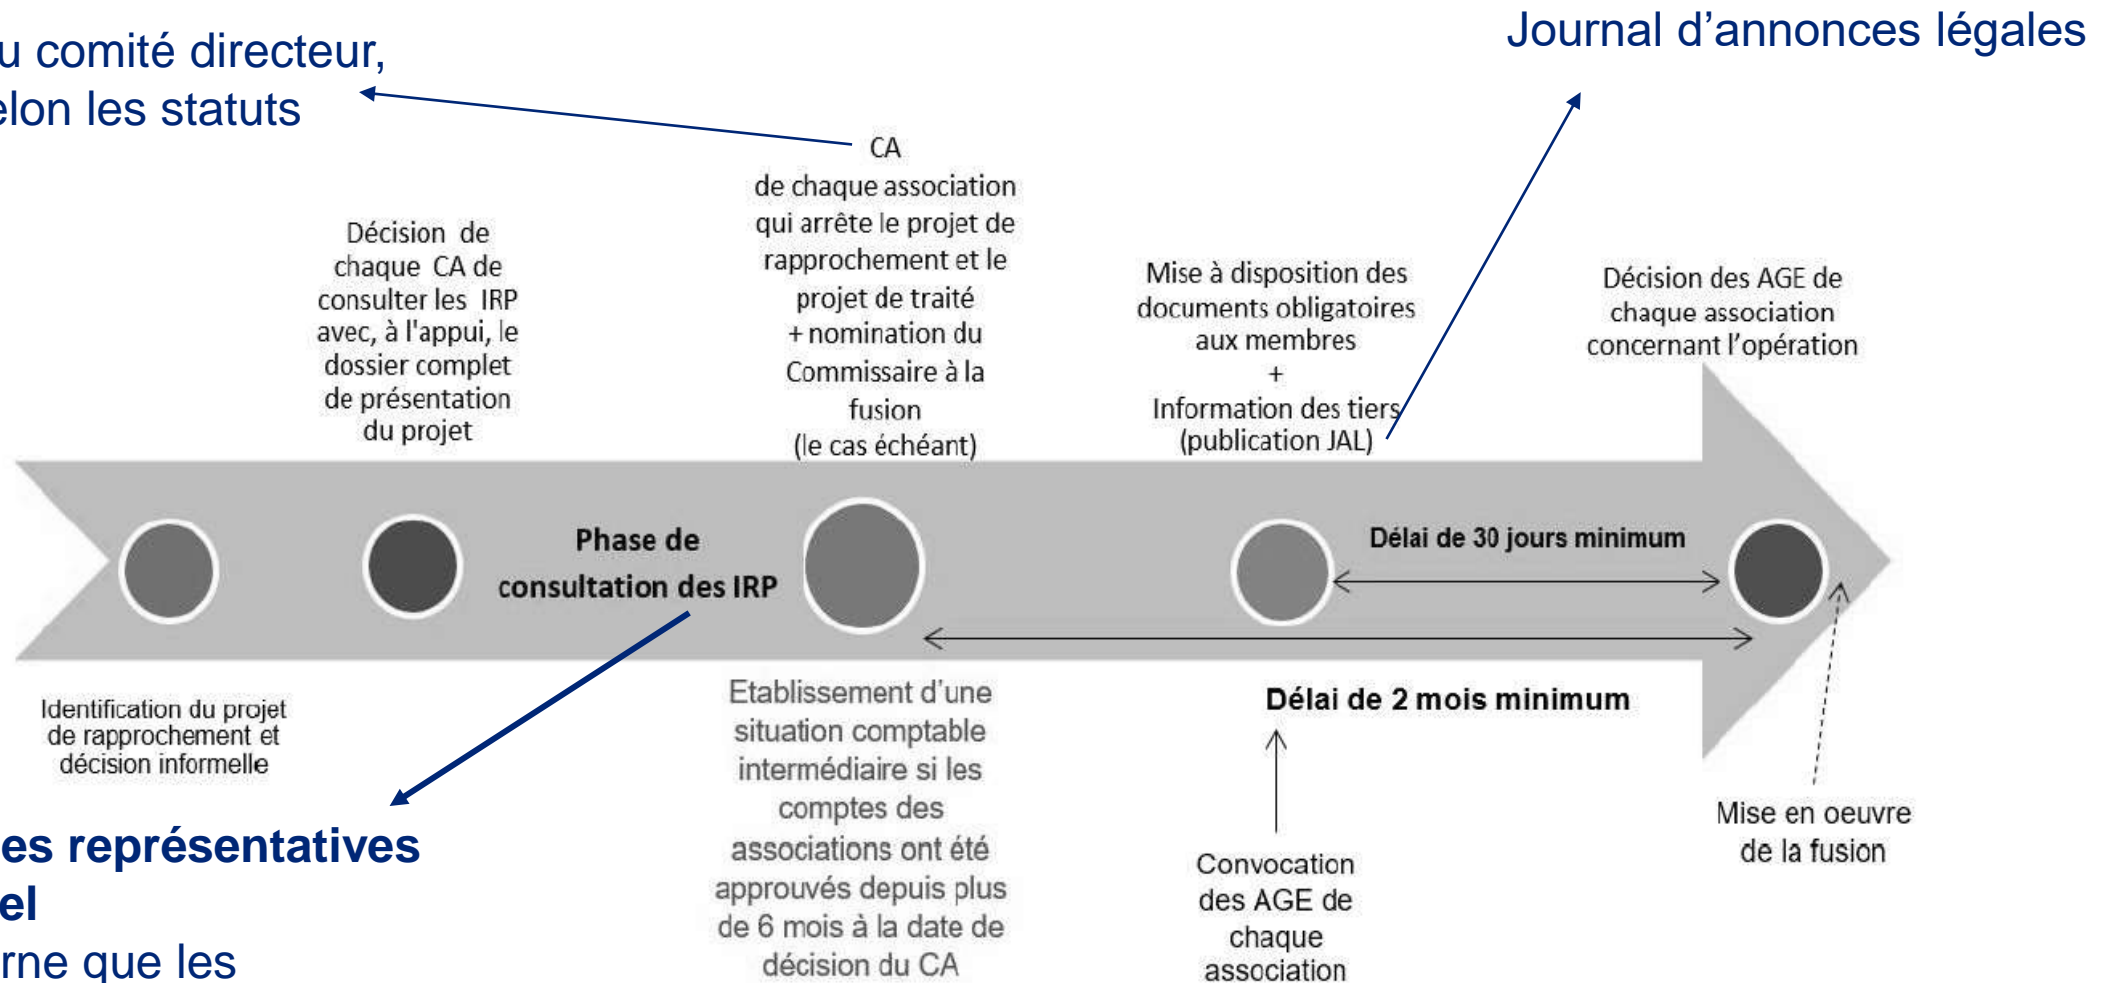 u comité directeur,
elon les statuts
Journal d’annonces légales
Décision de
chaque CA de
consulter les IRP
avec, à l'appui, le
dossier complet
de présentation
du projet
CA
de chaque association
qui arrête le projet de
rapprochement et le
projet de traité
+ nomination du
Commissaire à la
fusion
(le cas échéant)
Mise à disposition des
documents obligatoires
aux membres
+
Information des tiers
(publication JAL)
Décision des AGE de
chaque association
concernant l’opération
Phase de
consultation des IRP
Délai de 30 jours minimum
Identification du projet
de rapprochement et
décision informelle
Etablissement d’une
situation comptable
intermédiaire si les
comptes des
associations ont été
approuvés depuis plus
de 6 mois à la date de
décision du CA
Délai de 2 mois minimum
Convocation
des AGE de
chaque
association
Mise en oeuvre
de la fusion
es représentatives
el
rne que les